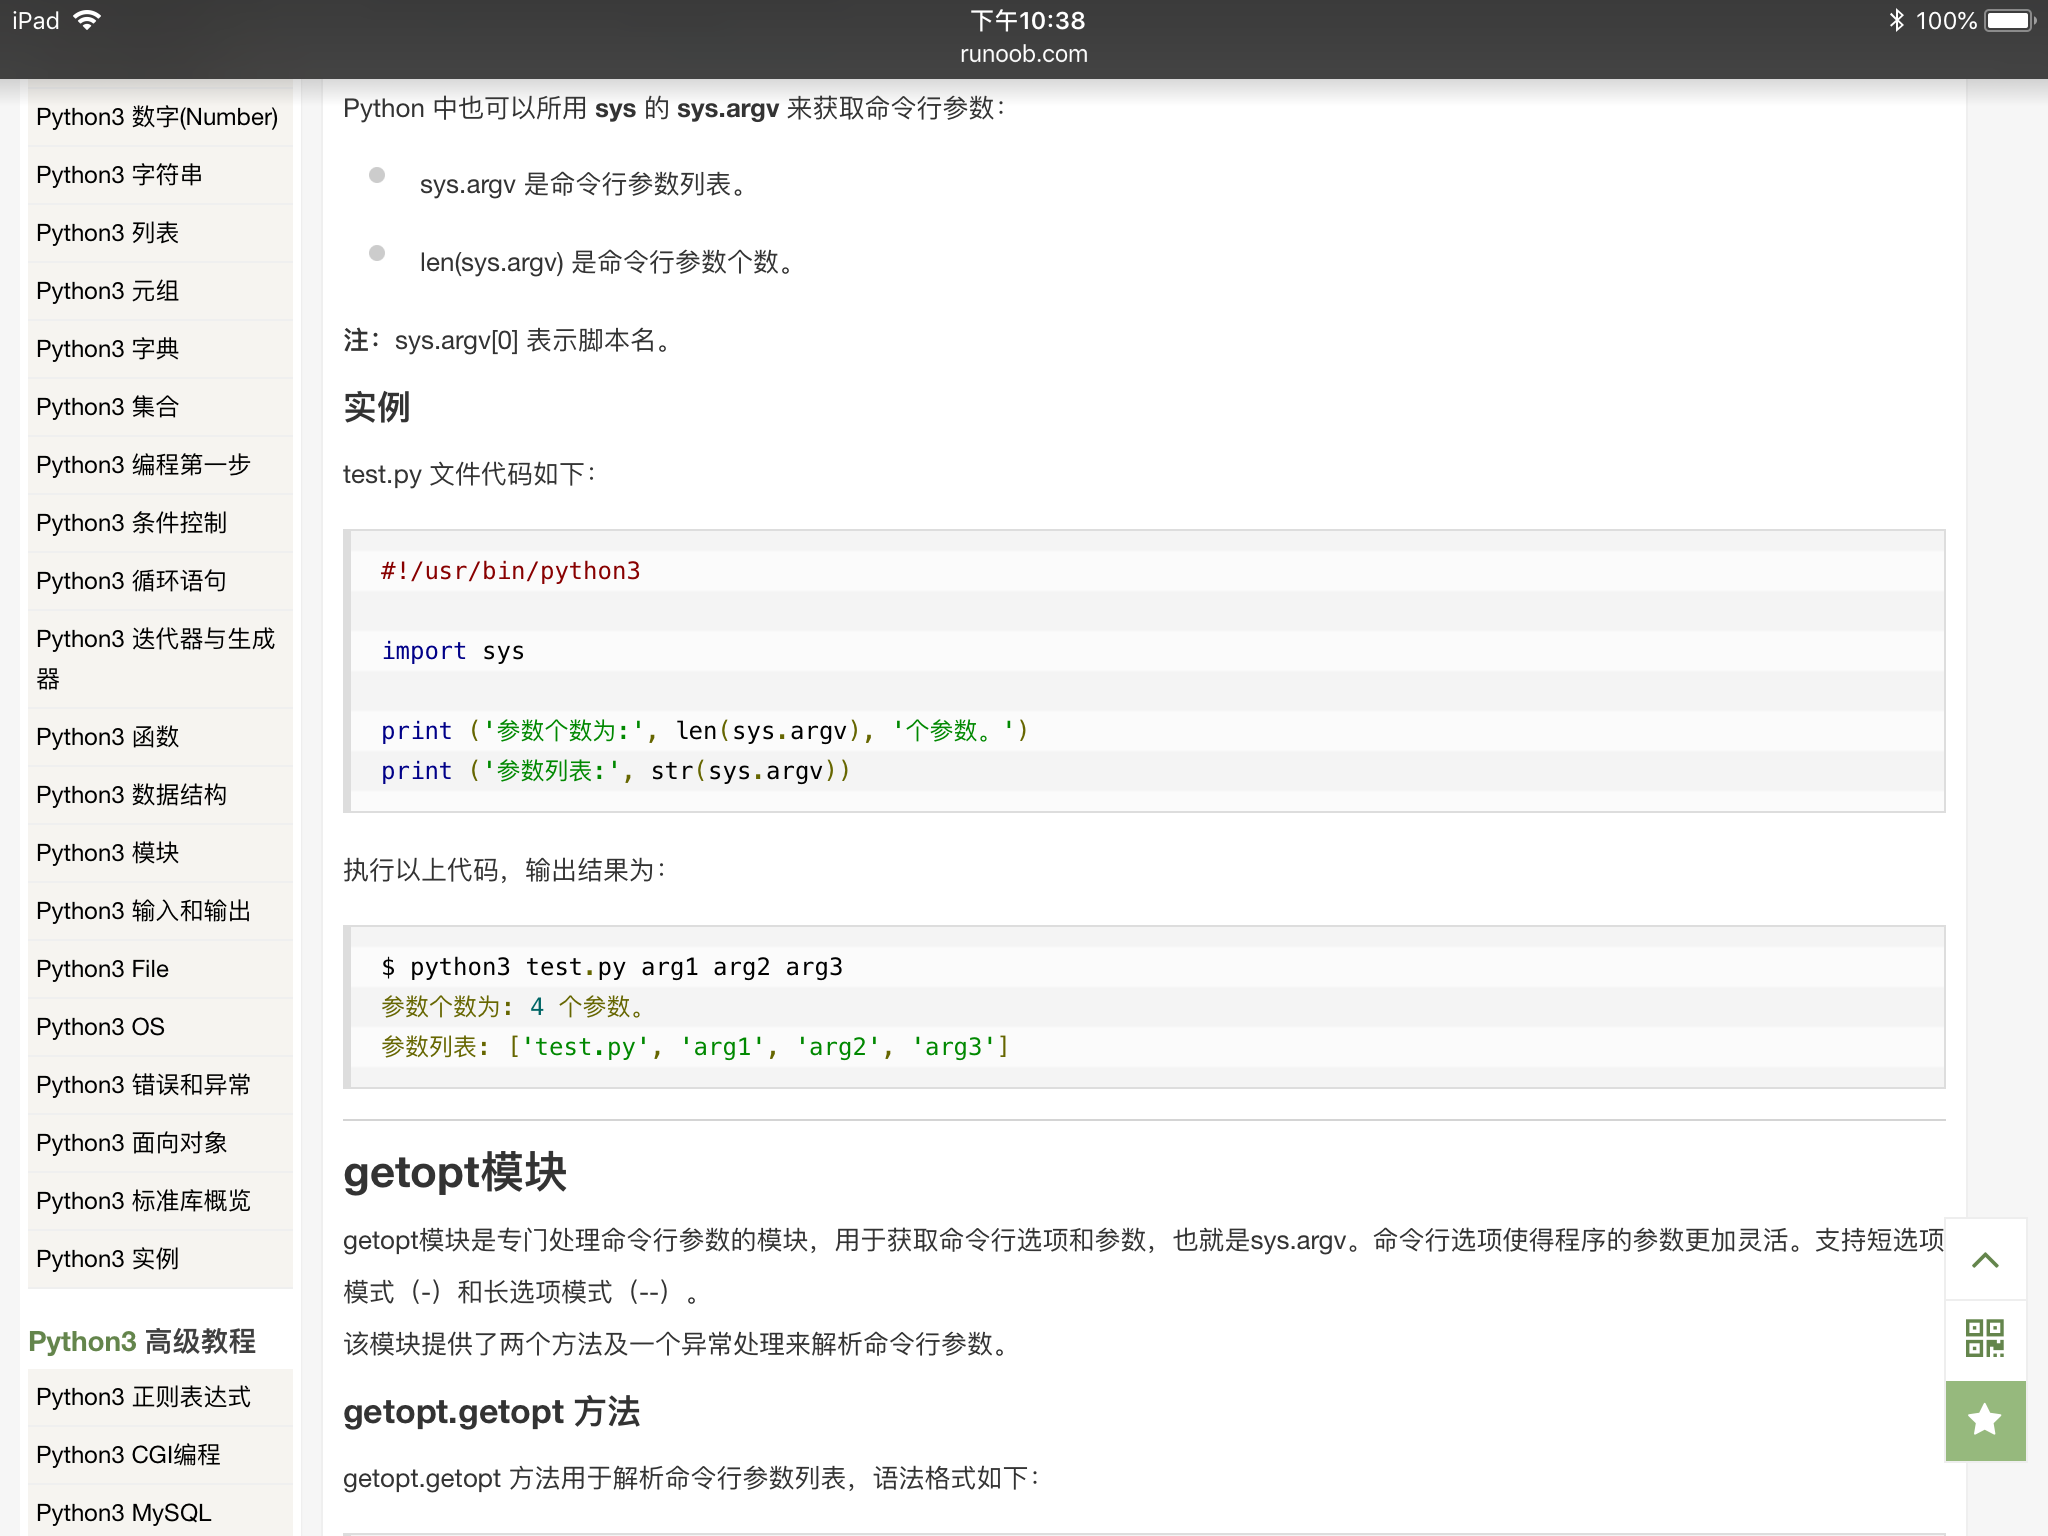 iPad
下午10:38
100%
runoob.com
Python3 数字(Number)
Python3 字符串
Python3 列表
Python3 元组
Python3 字典
Python3 集合
Python3 编程第一步
Python3 条件控制
Python3 循环语句
Python3 迭代器与生成
器
Python3 函数
Python3 数据结构
Python3 模块
Python3 输入和输出
Python3 File
Python3 OS
Python3 错误和异常
Python3 面向对象
Python3 标准库概览
Python3 实例
Python3 高级教程
Python3 正则表达式
Python3 CGI编程
Python3 MySQL
Python 中也可以所用 sys 的 sys.argv 来获取命令行参数：
sys.argv 是命令行参数列表。
len(sys.argv) 是命令行参数个数。
注：sys.argv[0] 表示脚本名。
实例
test.py 文件代码如下：
#!/usr/bin/python3
import sys
print ('参数个数为:', len(sys.argv), '个参数。')
print ('参数列表:', str(sys.argv))
执行以上代码，输出结果为：
$ python3 test.py arg1 arg2 arg3
参数个数为: 4 个参数。
参数列表: ['test.py', 'arg1', 'arg2', 'arg3']
getopt模块
getopt模块是专门处理命令行参数的模块，用于获取命令行选项和参数，也就是sys.argv。命令行选项使得程序的参数更加灵活。支持短选项
模式（-）和长选项模式（--）。
该模块提供了两个方法及一个异常处理来解析命令行参数。
getopt.getopt 方法
getopt.getopt 方法用于解析命令行参数列表，语法格式如下：